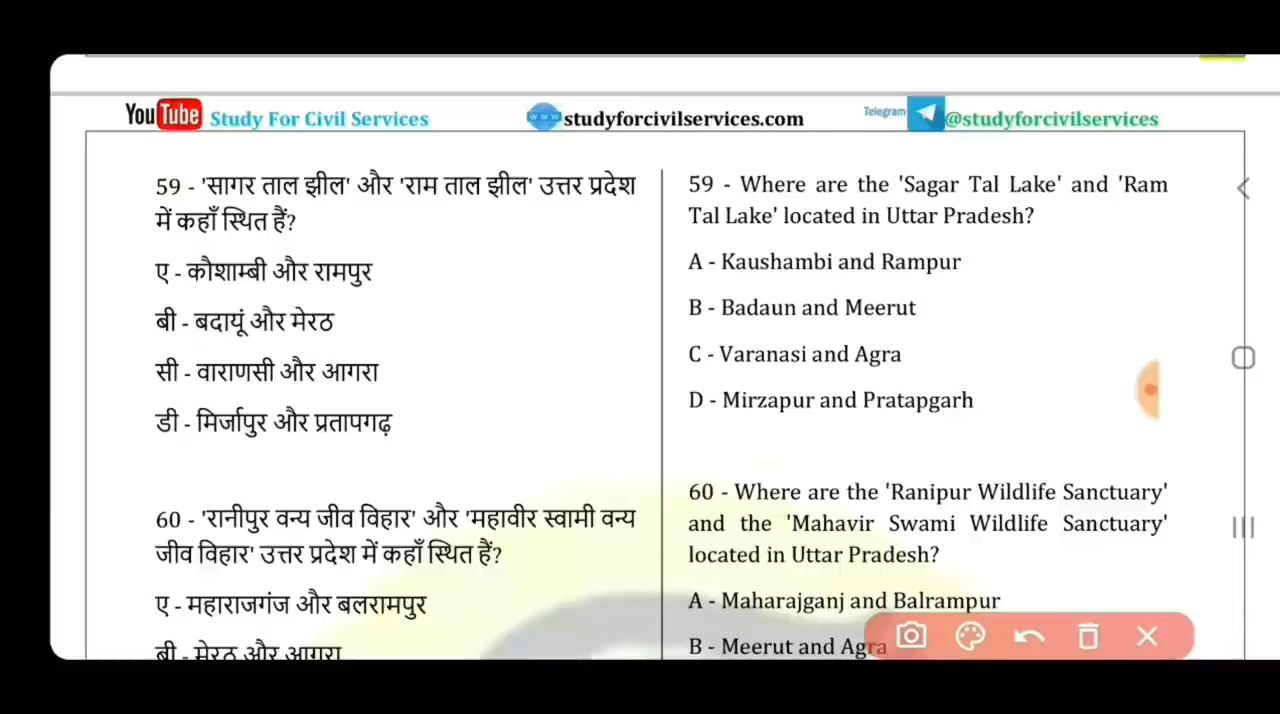 YouTube Study For Civil Services
www studyforcivilservices.com
Telegram @studyforcivilservices
59 - 'सागर ताल झील' और 'राम ताल झील' उत्तर प्रदेश
में कहाँ स्थित हैं?
ए - कौशाम्बी और रामपुर
बी - बदायूं और मेरठ
सी - वाराणसी और आगरा
डी - मिर्जापुर और प्रतापगढ़
60 - 'रानीपुर वन्य जीव विहार' और 'महावीर स्वामी वन्य
जीव विहार' उत्तर प्रदेश में कहाँ स्थित हैं?
ए - महाराजगंज और बलरामपुर
बी - मेरठ और आगरा
59 - Where are the 'Sagar Tal Lake' and 'Ram
Tal Lake' located in Uttar Pradesh?
A - Kaushambi and Rampur
B - Badaun and Meerut
C - Varanasi and Agra
D - Mirzapur and Pratapgarh
60 - Where are the 'Ranipur Wildlife Sanctuary'
and the 'Mahavir Swami Wildlife Sanctuary'
located in Uttar Pradesh?
A - Maharajganj and Balrampur
B - Meerut and Agra